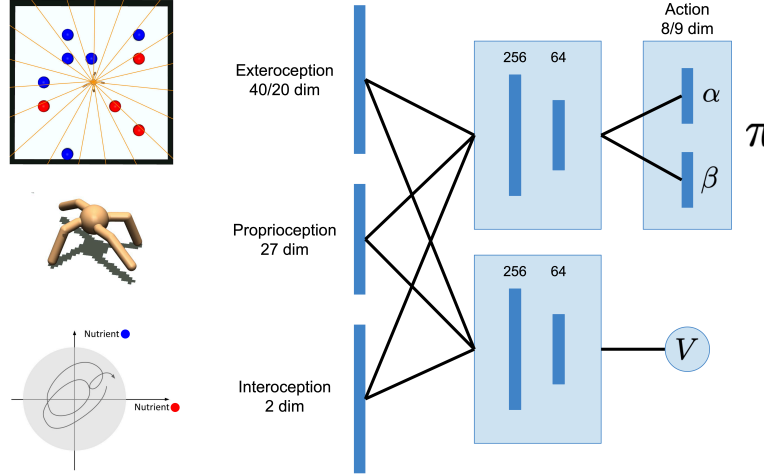 Action
8/9 dim
256 64
Exteroception
40/20 dim
α
β
π
Proprioception
27 dim
256 64
Nutrient
Interoception
2 dim
V
Nutrient